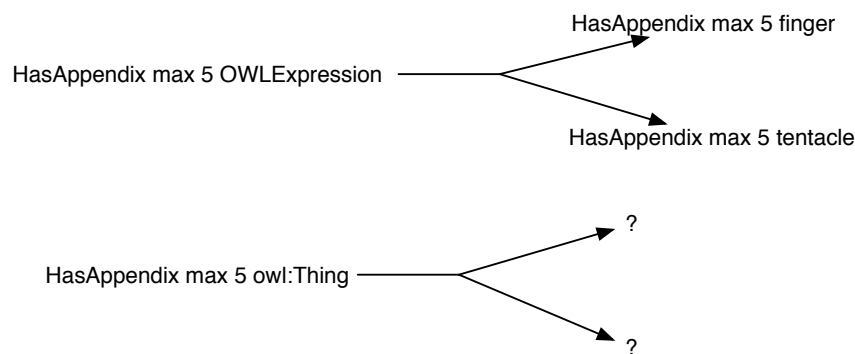 HasAppendix max 5 finger
HasAppendix max 5 OWLExpression
HasAppendix max 5 tentacle
?
HasAppendix max 5 owl:Thing
?